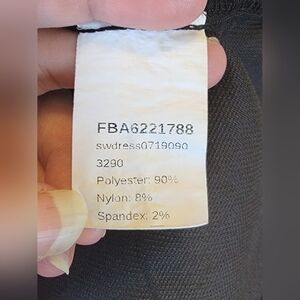 FBA6221788
swdress0719090
3290
Polyester: 90%
Nylon: 8%
Spandex: 2%